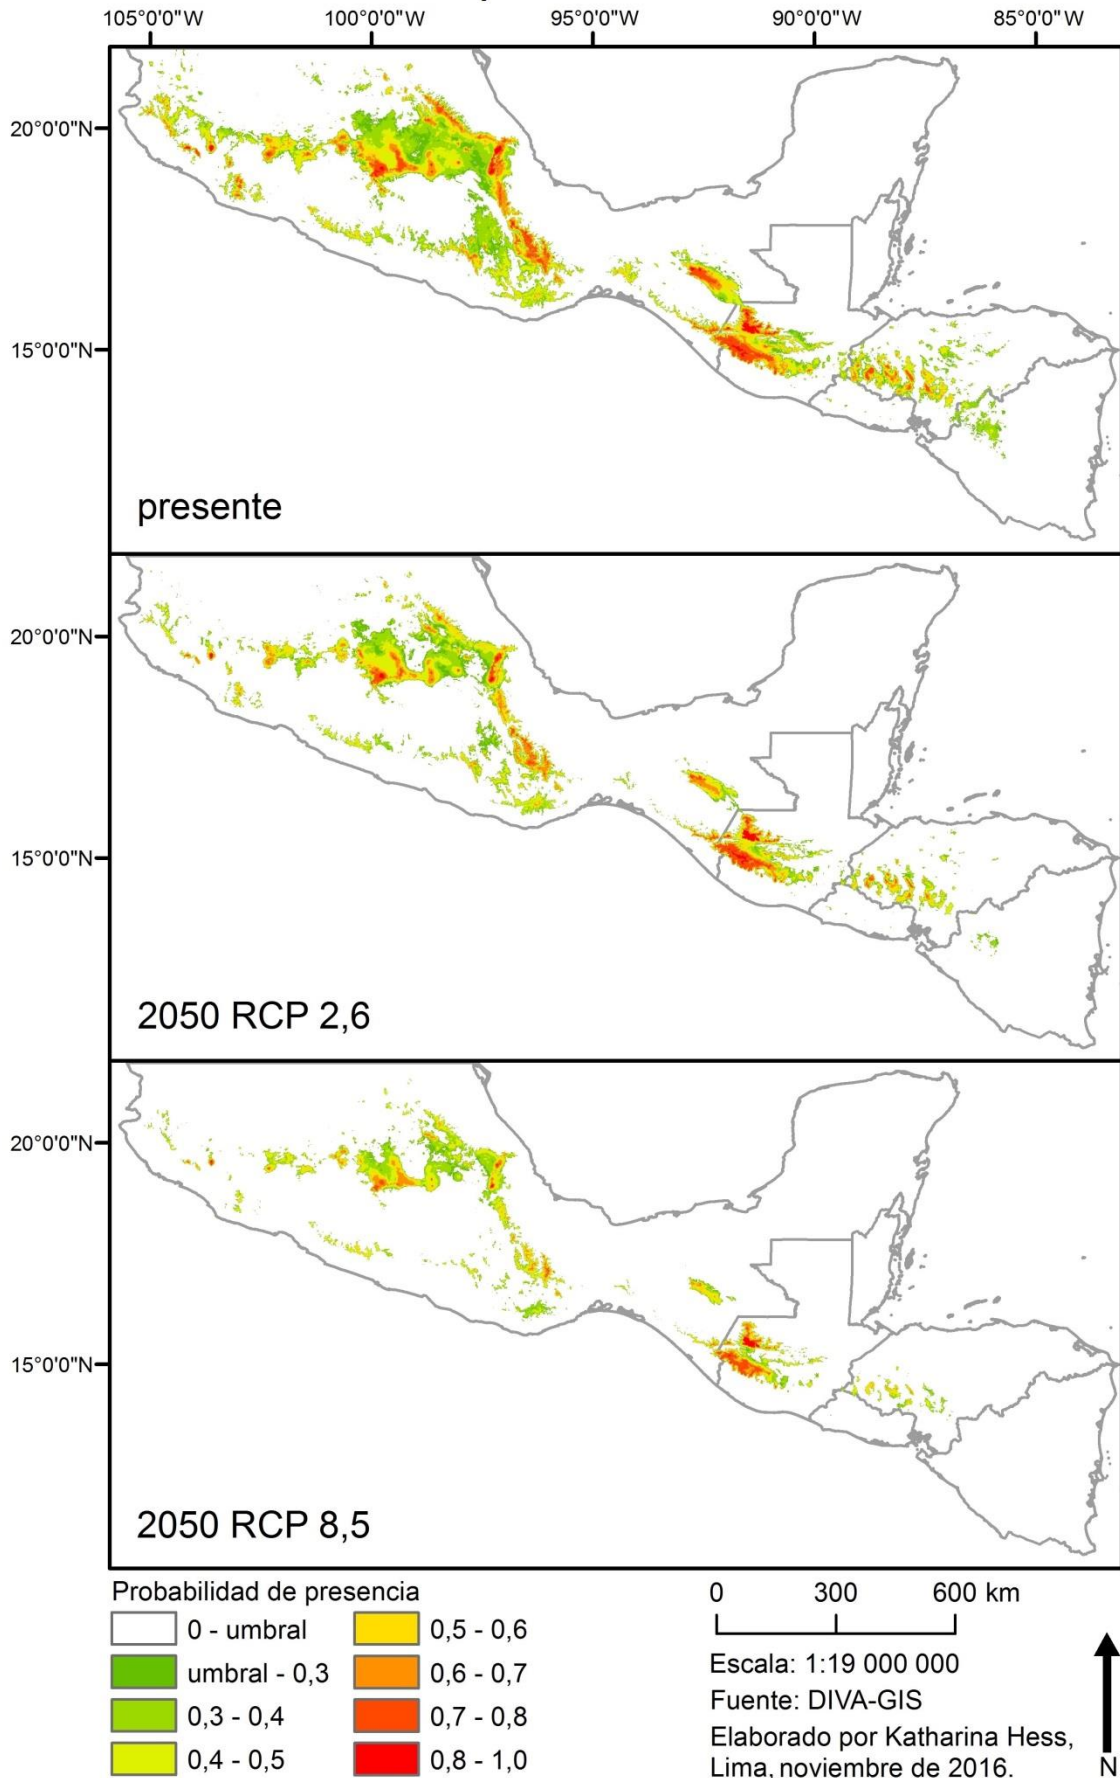 105°0'0"W 100°0'0"W 95°0'0"W 90°0'0"W 85°0'0"W
20°0'0"N
15°0'0"N
presente
20°0'0"N
15°0'0"N
2050 RCP 2,6
20°0'0"N
15°0'0"N
2050 RCP 8,5
Probabilidad de presencia
0 - umbral
umbral - 0,3
0,3 - 0,4
0,4 - 0,5
0,5 - 0,6
0,6 - 0,7
0,7 - 0,8
0,8 - 1,0
0 300 600 km
Escala: 1:19 000 000
Fuente: DIVA-GIS
Elaborado por Katharina Hess,
Lima, noviembre de 2016.
N